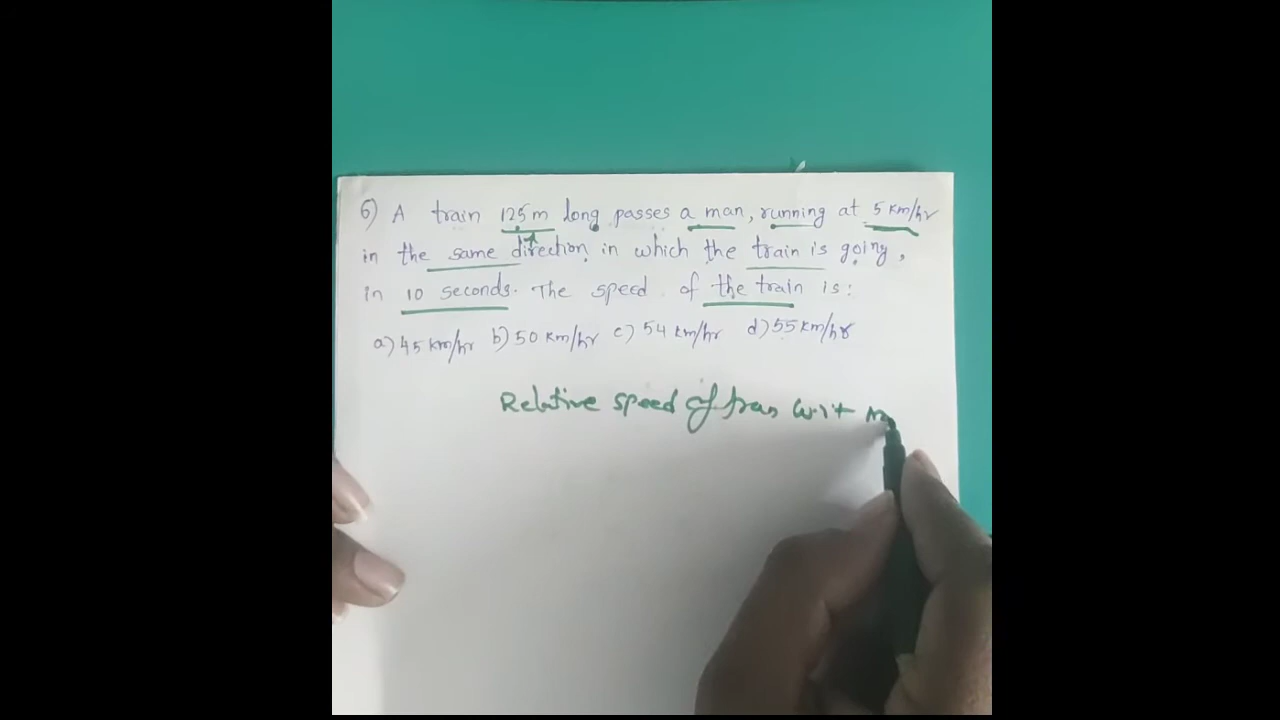 6) A train 125m long passes a man, running at 5 km/hr
in the same direction in which the train is going,
in 10 seconds. The speed of the train is:
a) 45 km/hr b) 50 km/hr c) 54 km/hr d) 55 km/hr
Relative speed of tran w.r.t